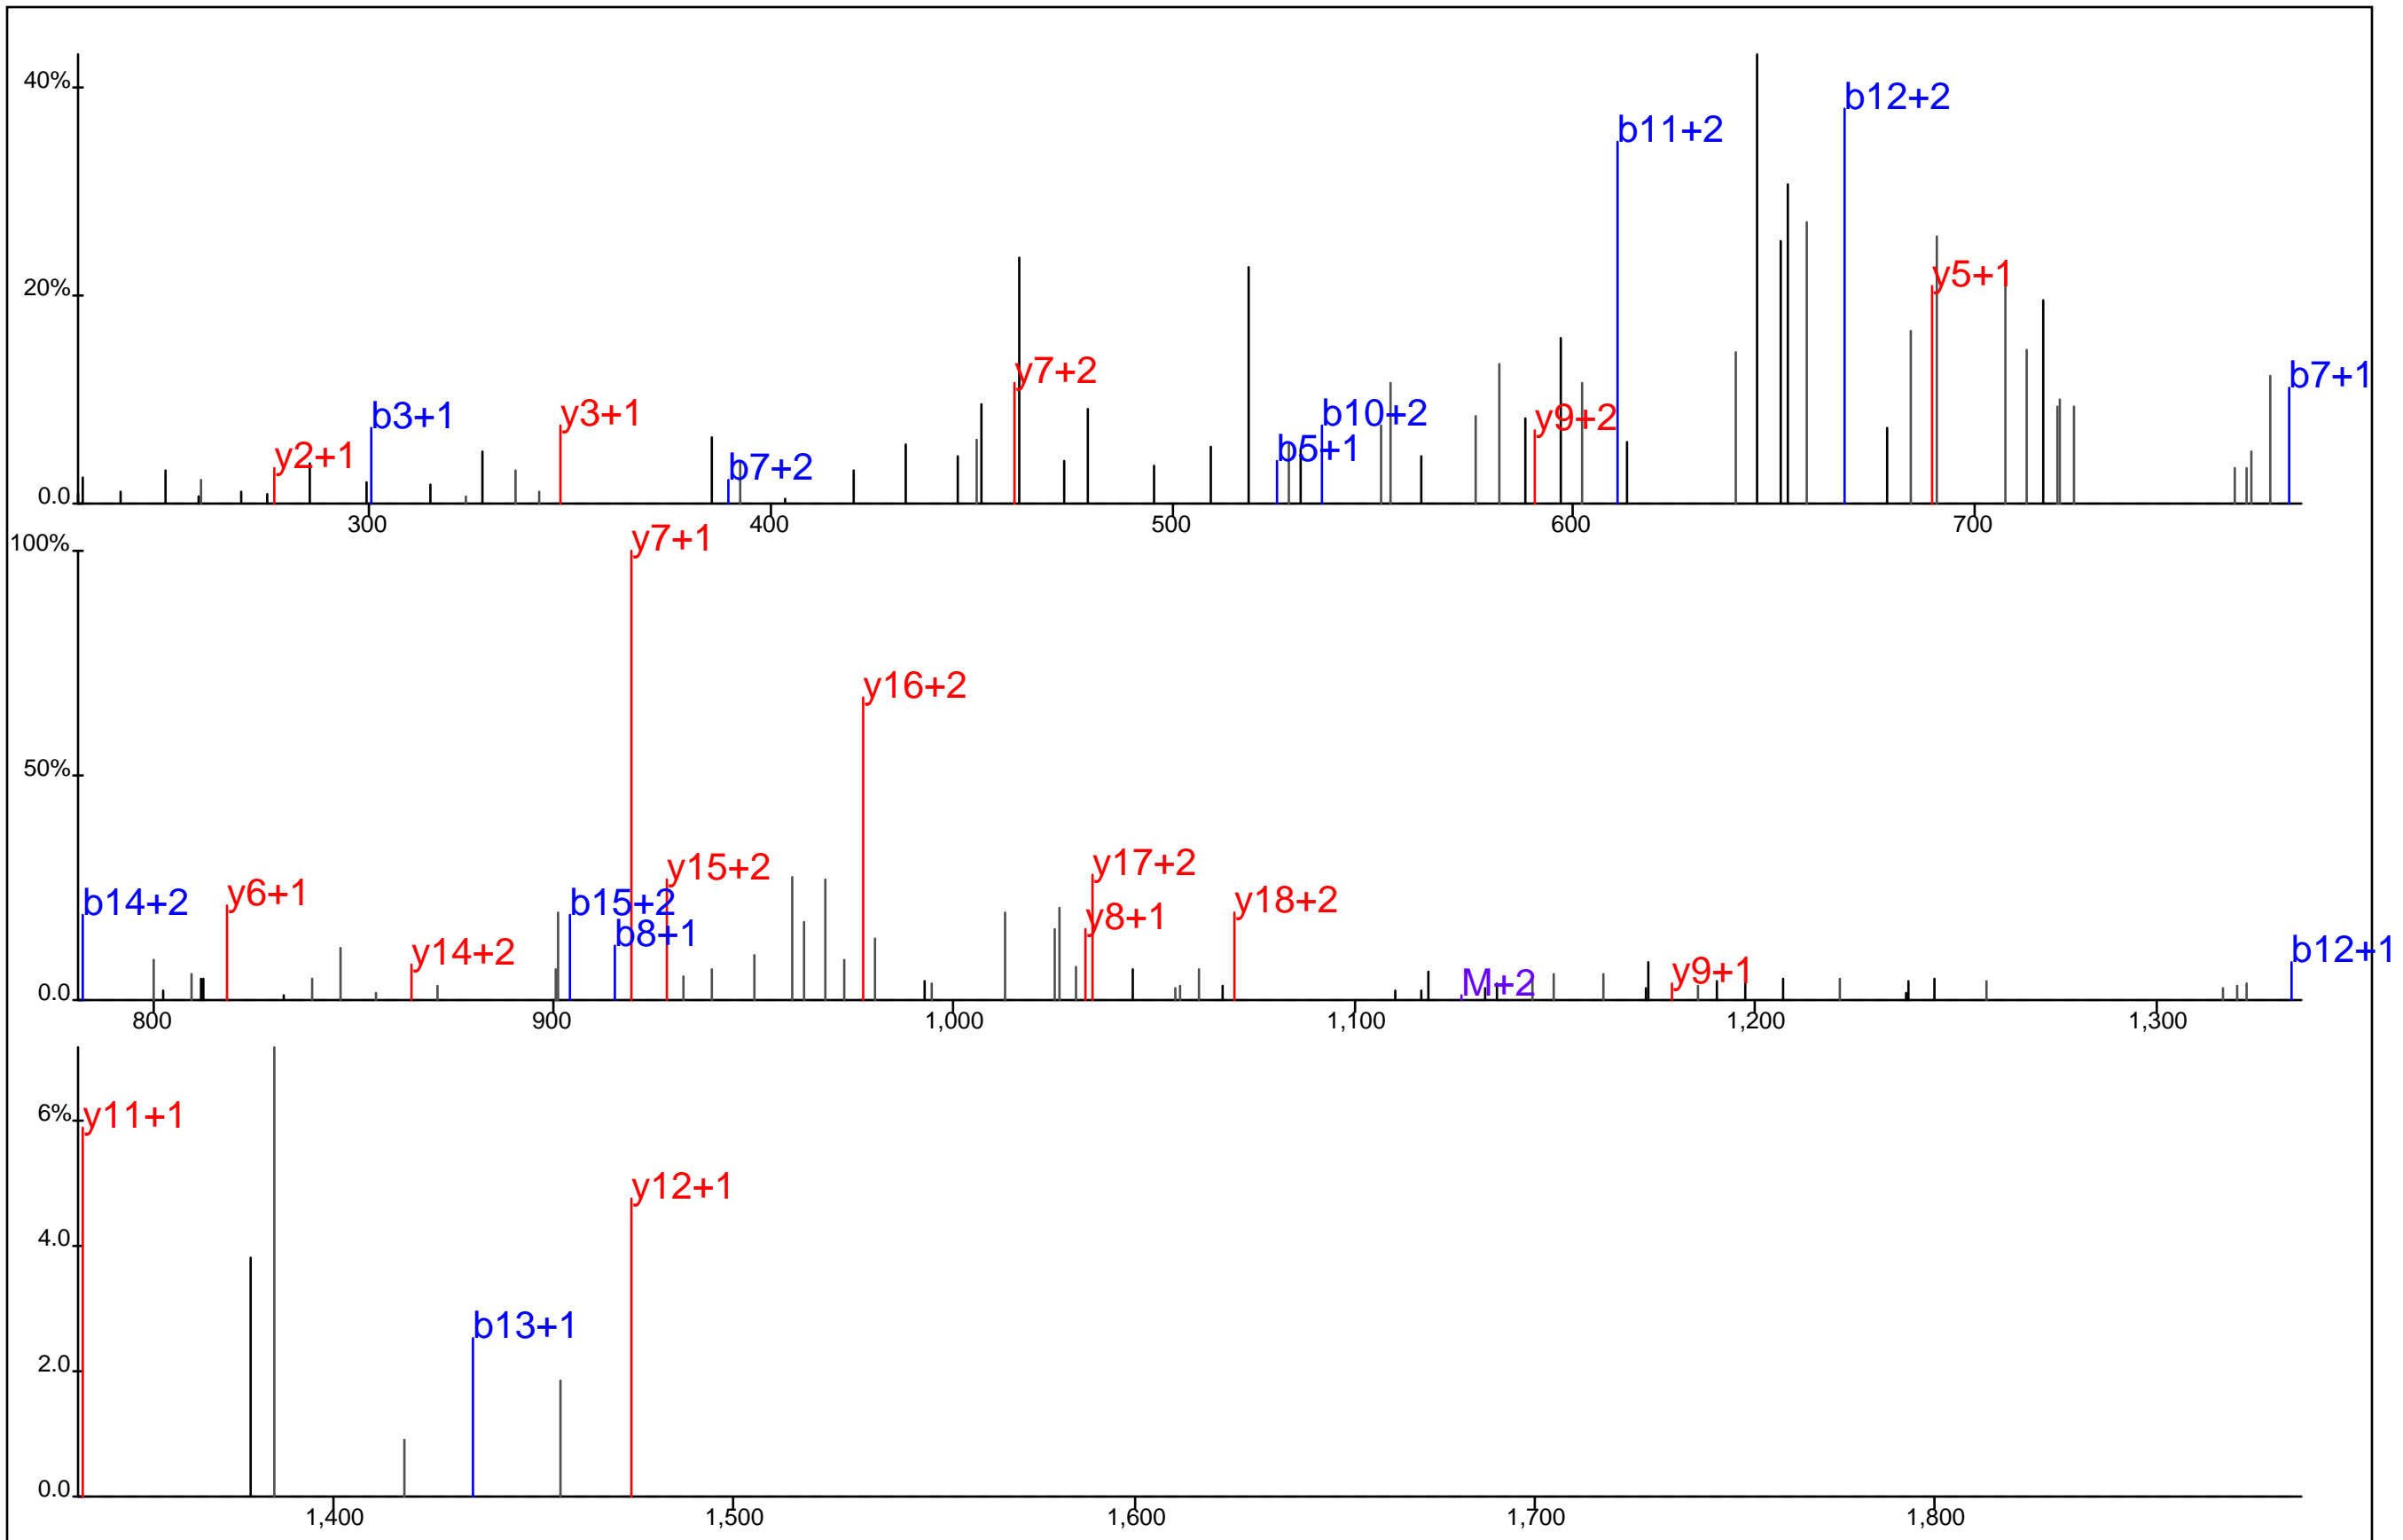 40%
b12+2
b11+2
20%
y5+1
y7+2
b7+1
b3+1
y3+1
b10+2
y9+2
y2+1
b7+2
b5+1
0.0
300
400
500
600
700
100%
y7+1
y16+2
50%
y15+2
y17+2
b14+2
y6+1
b15+2
y8+1
y18+2
b8+1
y14+2
M+2
y9+1
b12+1
0.0
800
900
1,000
1,100
1,200
1,300
6%
y11+1
y12+1
4.0
b13+1
2.0
0.0
1,400
1,500
1,600
1,700
1,800